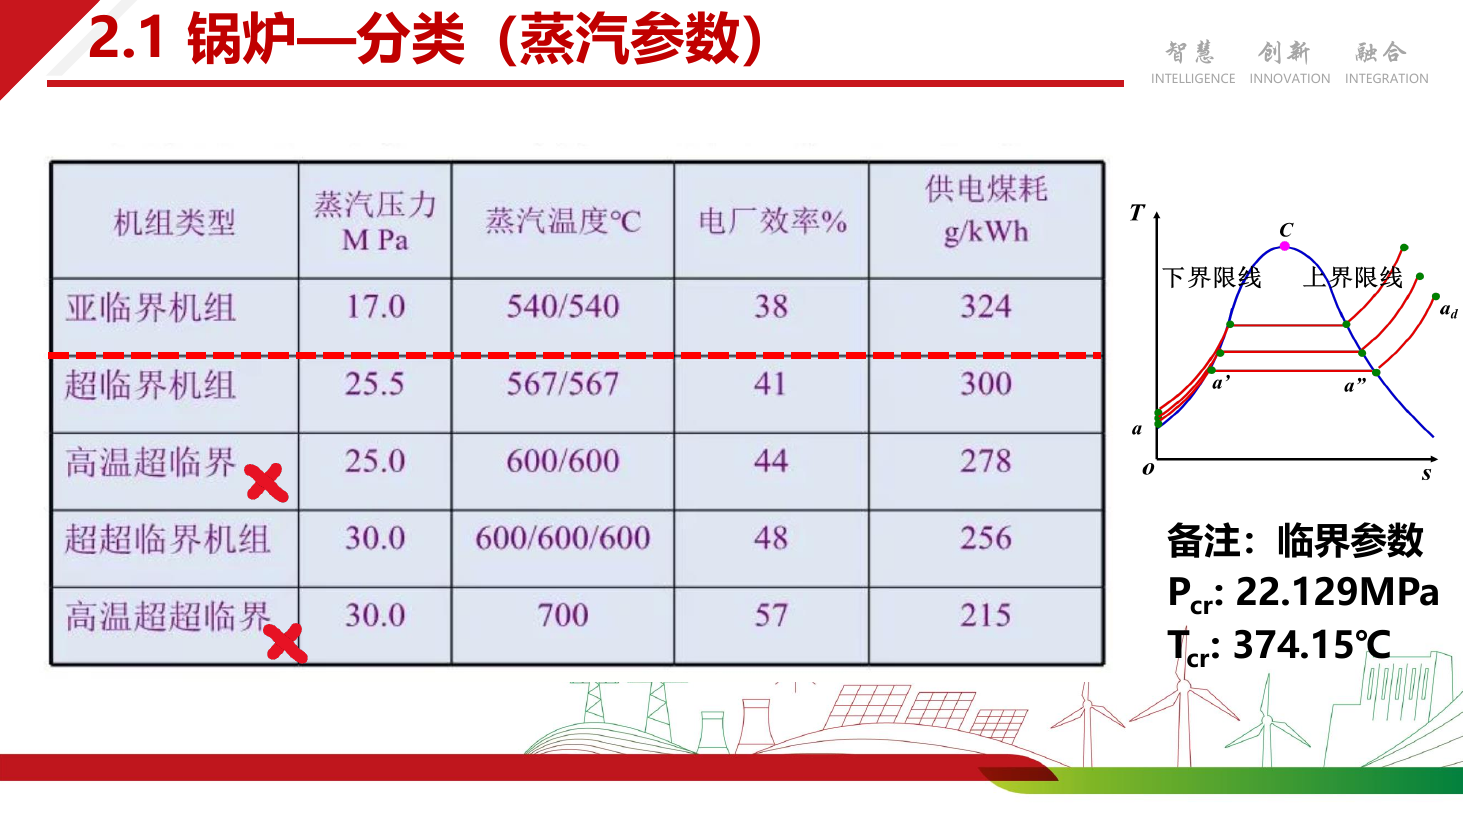 2.1 锅炉—分类（蒸汽参数）
智慧 创新 融合
INTELLIGENCE INNOVATION INTEGRATION
机组类型 蒸汽压力 M Pa 蒸汽温度℃ 电厂效率% 供电煤耗 g/kWh
亚临界机组 17.0 540/540 38 324
超临界机组 25.5 567/567 41 300
高温超临界 25.0 600/600 44 278
超超临界机组 30.0 600/600/600 48 256
高温超超临界 30.0 700 57 215
T
C
下界限线 上界限线
a_d
a’ a”
a
o
s
备注：临界参数
Pcr: 22.129MPa
Tcr: 374.15℃